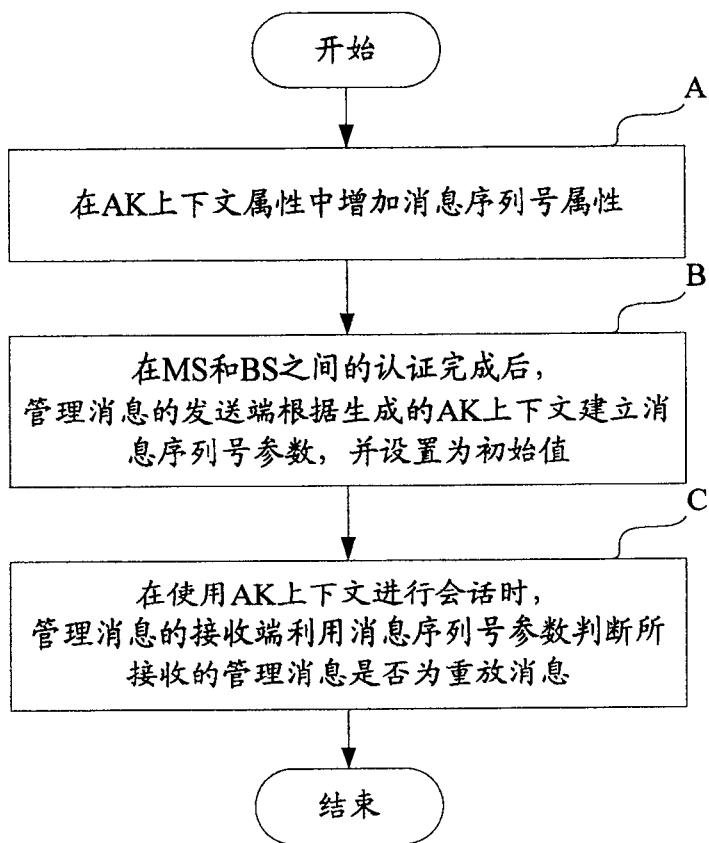 开始
A
在AK上下文属性中增加消息序列号属性
B
在MS和BS之间的认证完成后，
管理消息的发送端根据生成的AK上下文建立消
息序列号参数，并设置为初始值
C
在使用AK上下文进行会话时，
管理消息的接收端利用消息序列号参数判断所
接收的管理消息是否为重放消息
结束